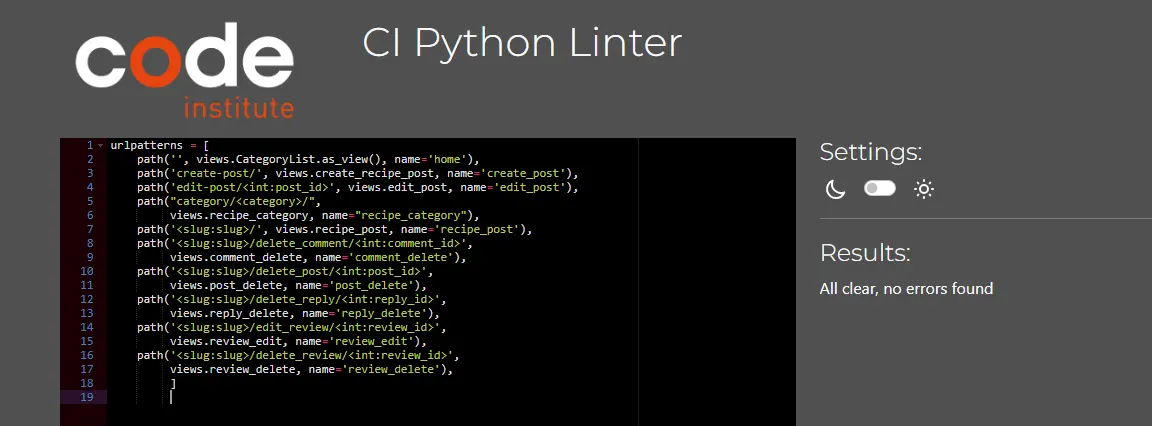 code
institute
CI Python Linter
1 urlpatterns = [
2     path('', views.CategoryList.as_view(), name='home'),
3     path('create-post/', views.create_recipe_post, name='create_post'),
4     path('edit-post/<int:post_id>', views.edit_post, name='edit_post'),
5     path("category/<category>/",
6          views.recipe_category, name="recipe_category"),
7     path('<slug:slug>/', views.recipe_post, name='recipe_post'),
8     path('<slug:slug>/delete_comment/<int:comment_id>',
9          views.comment_delete, name='comment_delete'),
10     path('<slug:slug>/delete_post/<int:post_id>',
11          views.post_delete, name='post_delete'),
12     path('<slug:slug>/delete_reply/<int:reply_id>',
13          views.reply_delete, name='reply_delete'),
14     path('<slug:slug>/edit_review/<int:review_id>',
15          views.review_edit, name='review_edit'),
16     path('<slug:slug>/delete_review/<int:review_id>',
17          views.review_delete, name='review_delete'),
18          ]
19
Settings:
Results:
All clear, no errors found